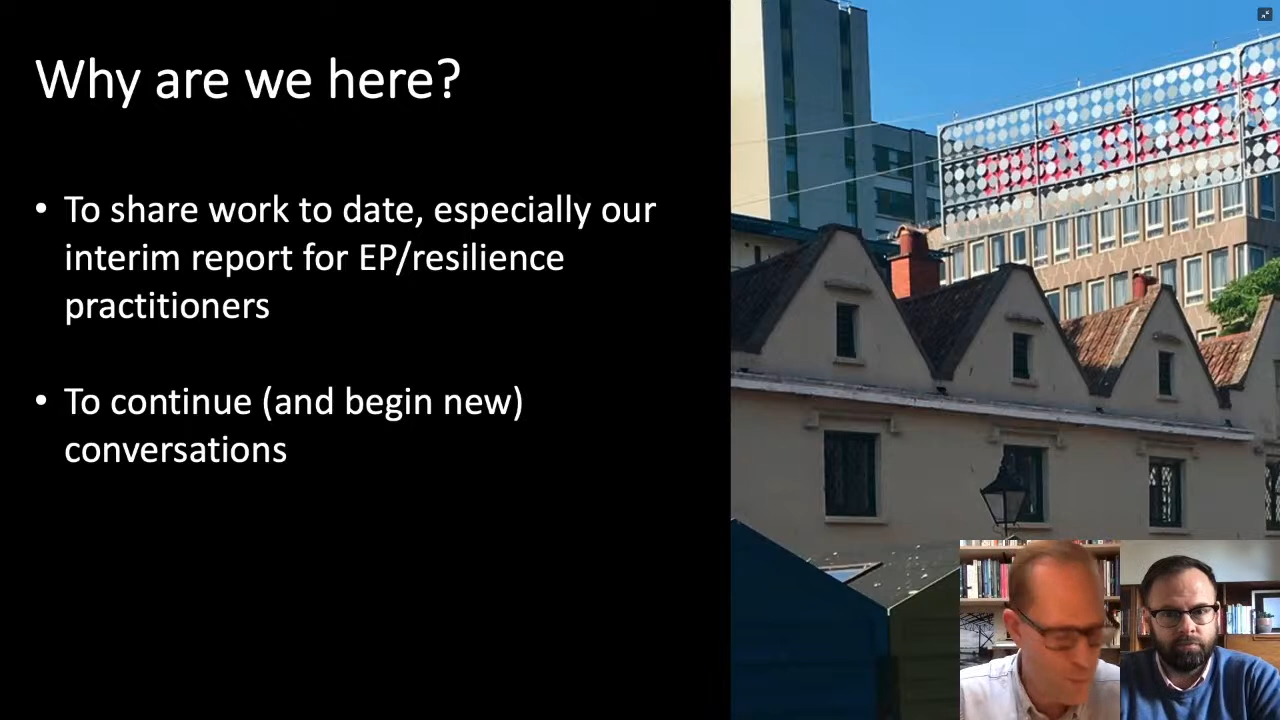 Why are we here?
• To share work to date, especially our
interim report for EP/resilience
practitioners
• To continue (and begin new)
conversations